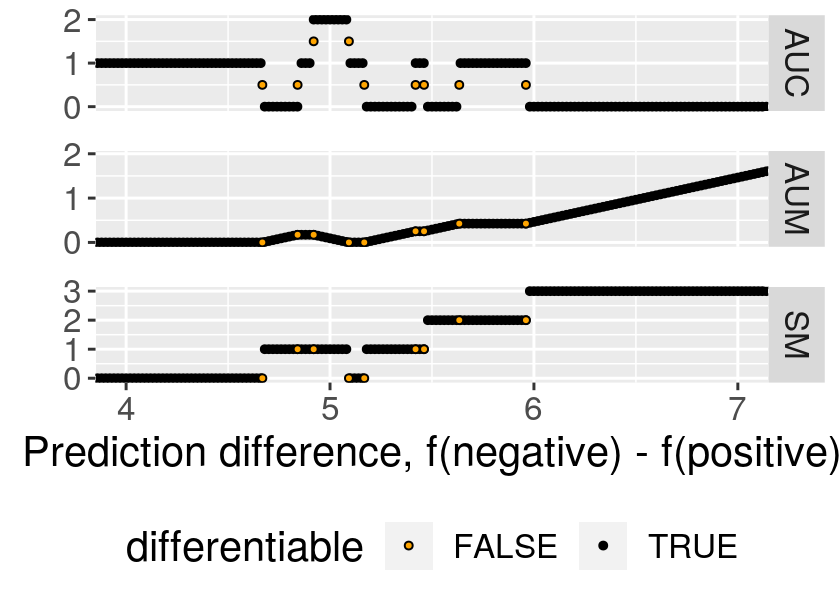 2
1
0
AUC
2
1
0
AUM
3
2
1
0
SM
4 5 6 7
Prediction difference, f(negative) - f(positive)
differentiable FALSE TRUE